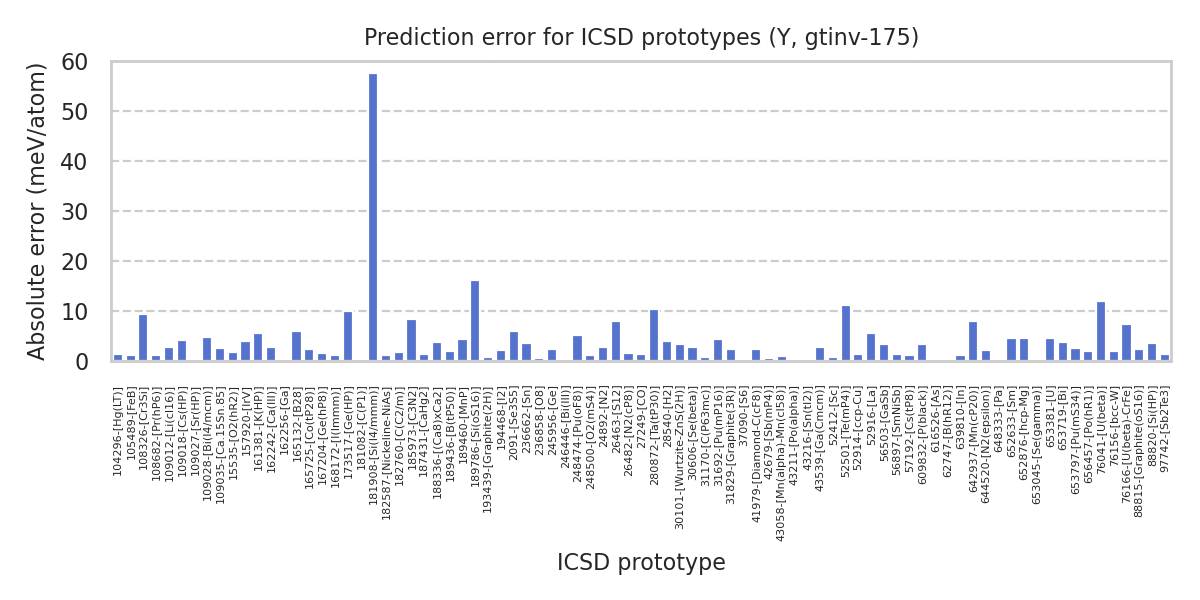 Prediction error for ICSD prototypes (Y, gtinv-175)
Absolute error (meV/atom)
60
50
40
30
20
10
0
104296-[Hg(LT)]
105489-[FeB]
108326-[Cr3Si]
108682-[Pr(hP6)]
109012-[Li(cI16)]
109018-[Cs(HP)]
109027-[Sr(HP)]
109028-[Bi(I4/mcm)]
109035-[Ca.15Sn.85]
15535-[O2(hR2)]
157920-[IrV]
161381-[K(HP)]
162242-[Ca(III)]
162256-[Ga]
165132-[B28]
165725-[Co(tP28)]
167204-[Ge(hP8)]
168172-[I(Immm)]
173517-[Ge(HP)]
181082-[C(P1)]
181908-[Si(I4/mmm)]
182587-[Nickeline-NiAs]
182760-[C(C2/m)]
185973-[C3N2]
187431-[CaHg2]
188336-[(Ca8)xCa2]
189436-[B(tP50)]
189460-[MnP]
189786-[Si(oS16)]
193439-[Graphite(2H)]
194468-[I2]
2091-[Se3S5]
236662-[Sn]
236858-[O8]
245956-[Ge]
246446-[Bi(III)]
248474-[Pu(oF8)]
248500-[O2(mS4)]
24892-[N2]
26463-[S12]
26482-[N2(cP8)]
27249-[CO]
280872-[Ta(tP30)]
28540-[H2]
30101-[Wurtzite-ZnS(2H)]
30606-[Se(beta)]
31170-[C(P63mc)]
31692-[Pu(mP16)]
31829-[Graphite(3R)]
37090-[S6]
41979-[Diamond-C(cF8)]
42679-[Sb(mP4)]
43058-[Mn(alpha)-Mn(cI58)]
43211-[Po(alpha)]
43216-[Sn(tI2)]
43539-[Ga(Cmcm)]
52412-[Sc]
52501-[Te(mP4)]
52914-[ccp-Cu]
52916-[La]
56503-[GaSb]
56897-[SmNiSb]
57192-[Cs(tP8)]
609832-[P(black)]
616526-[As]
62747-[B(hR12)]
639810-[In]
642937-[Mn(cP20)]
644520-[N2(epsilon)]
648333-[Pa]
652633-[Sm]
652876-[hcp-Mg]
653045-[Se(gamma)]
653381-[U]
653719-[Bi]
653797-[Pu(mS34)]
656457-[Po(hR1)]
76041-[U(beta)]
76156-[bcc-W]
76166-[U(beta)-CrFe]
88815-[Graphite(oS16)]
88820-[Si(HP)]
97742-[Sb2Te3]
ICSD prototype